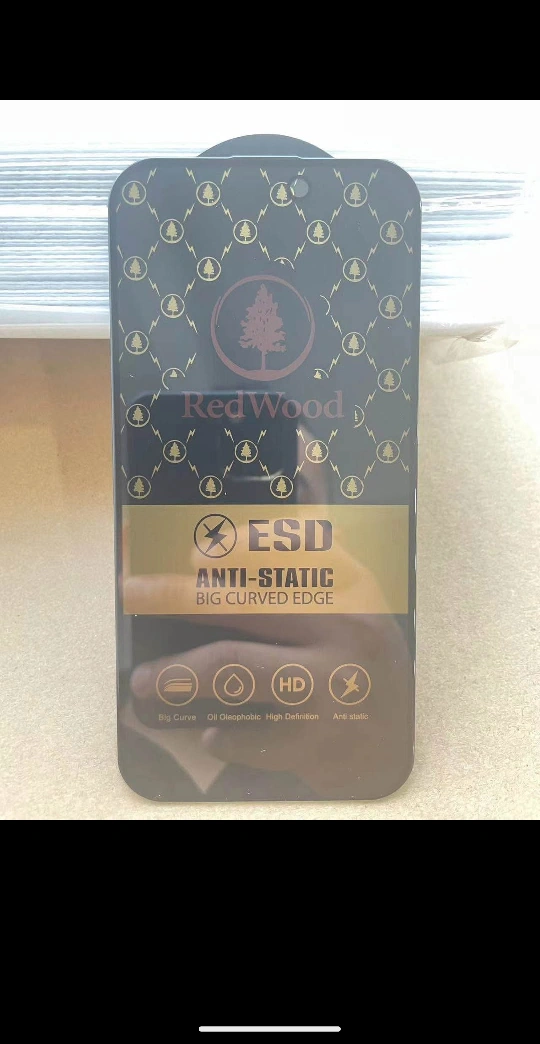 RedWood
ESD
ANTI-STATIC
BIG CURVED EDGE
HD
Big Curve Oil Oleophobic High Definition Anti static